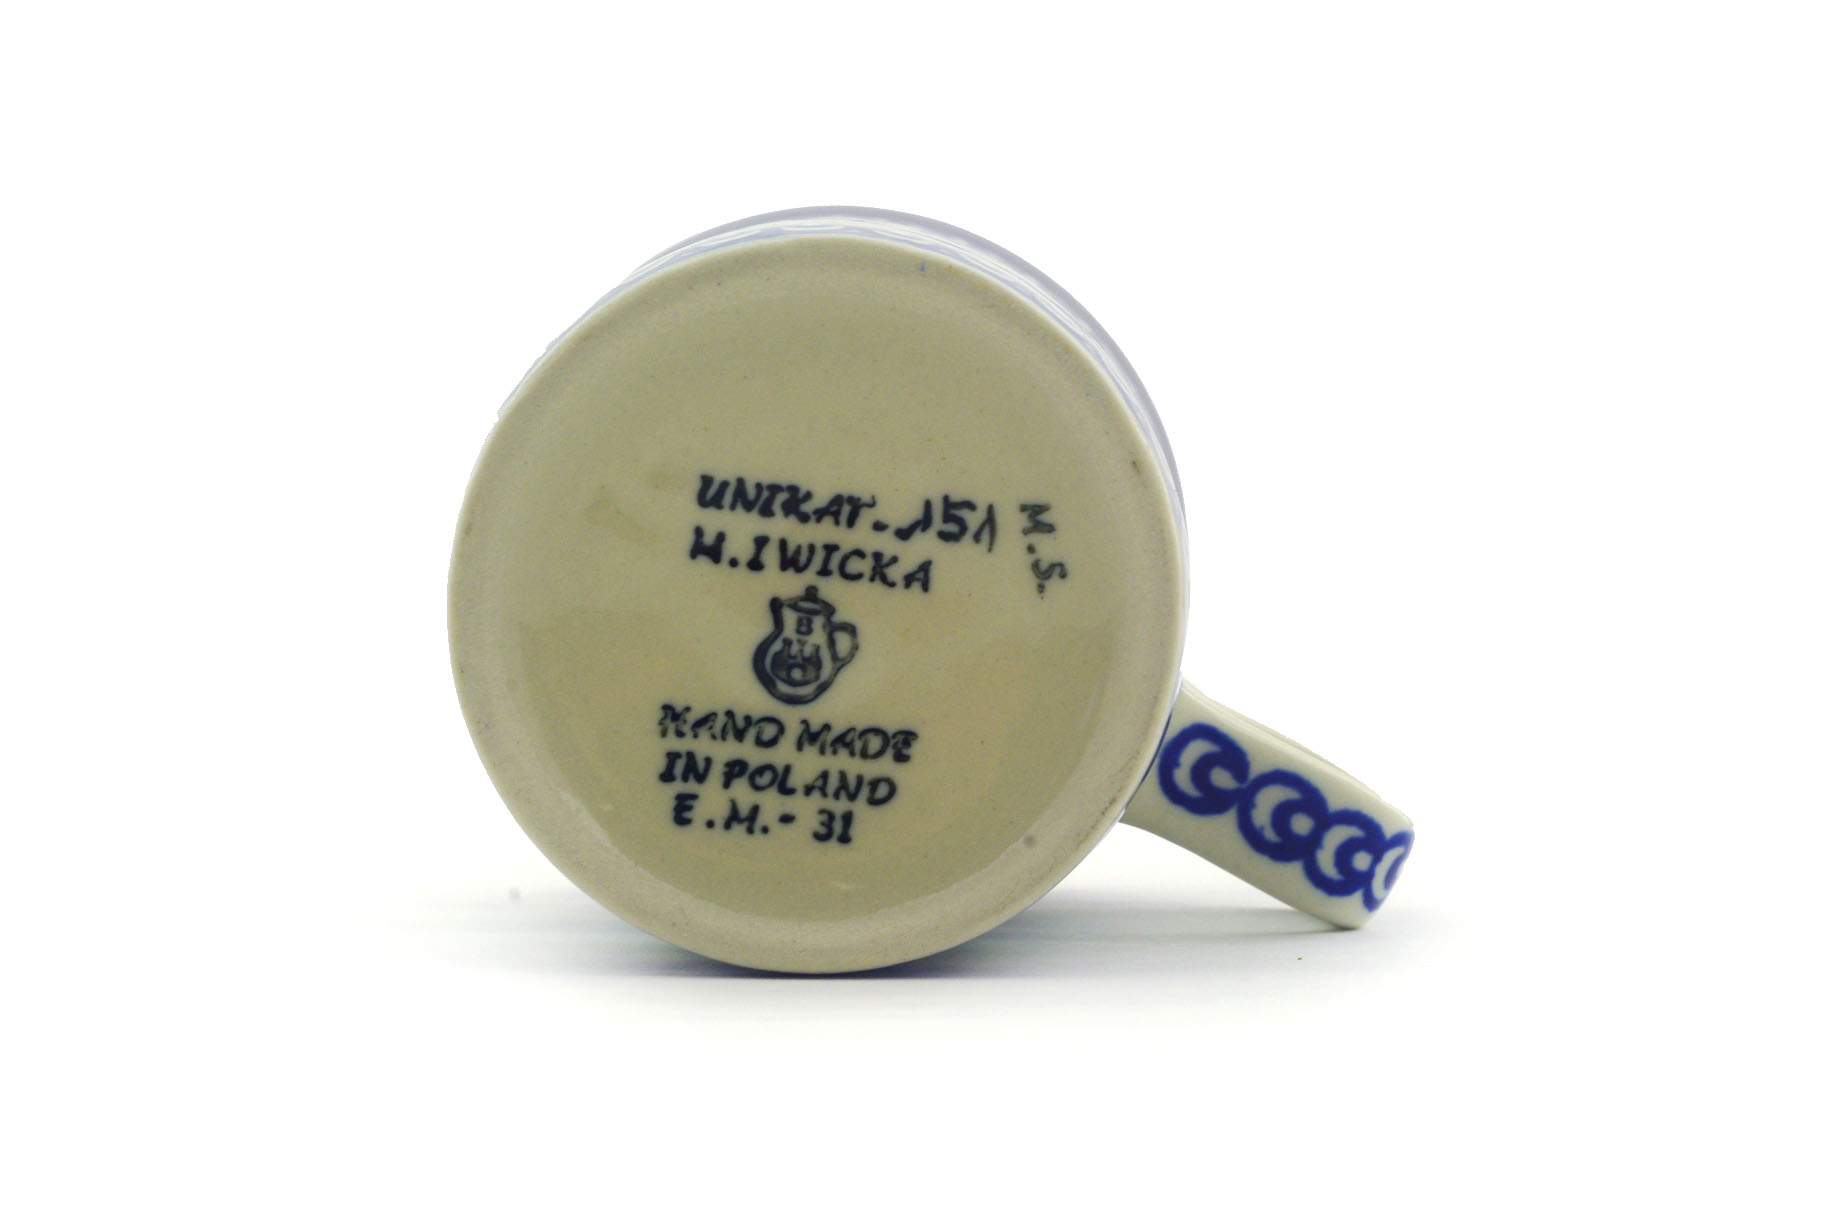 UNIKAT - 151
M.S.
M. IWICKA
B
HAND MADE
IN POLAND
E.M. - 31